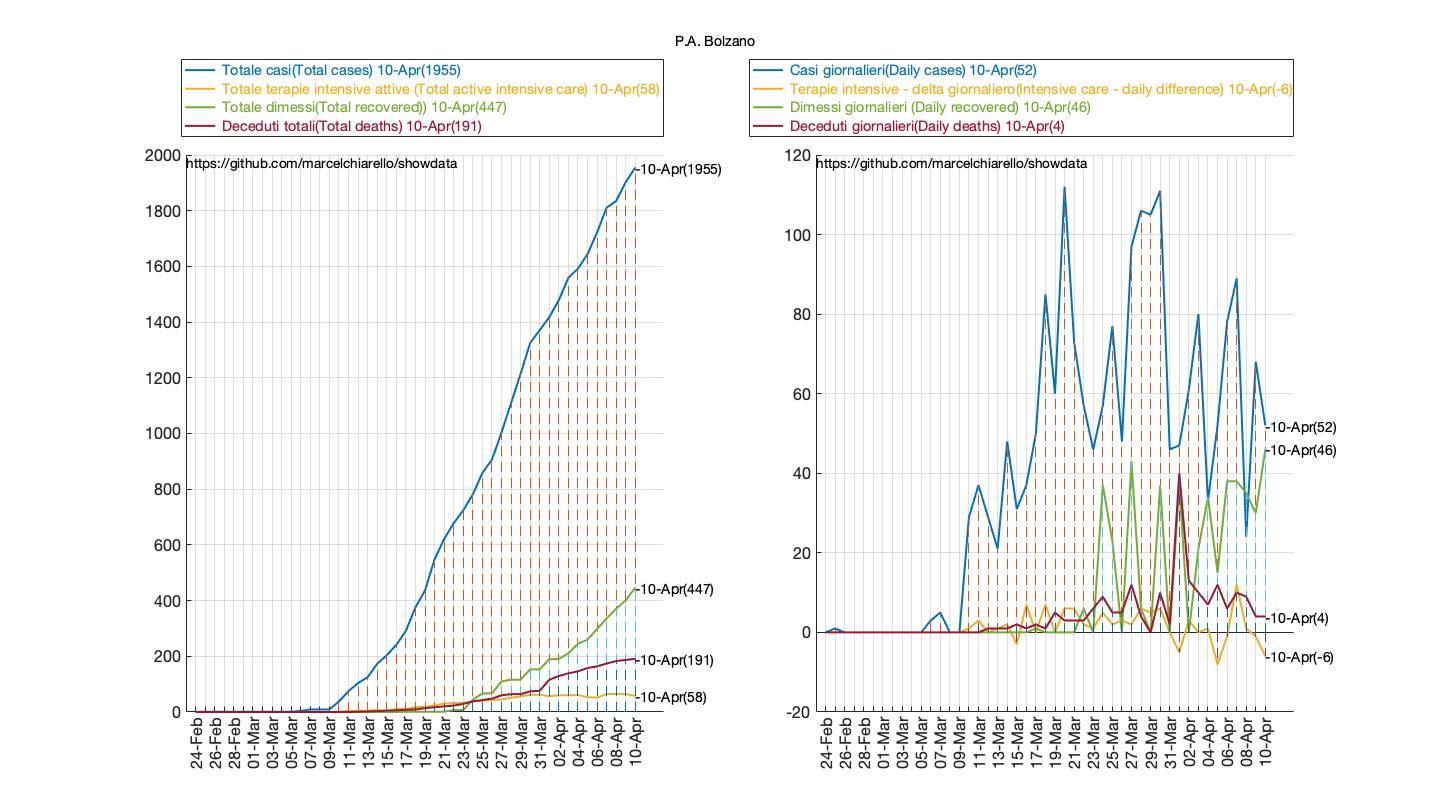 P.A. Bolzano
Totale casi(Total cases) 10-Apr(1955)
Totale terapie intensive attive (Total active intensive care) 10-Apr(58)
Totale dimessi(Total recovered)) 10-Apr(447)
Deceduti totali(Total deaths) 10-Apr(191)
https://github.com/marcelchiarello/showdata
2000
1800
1600
1400
1200
1000
800
600
400
200
0
10-Apr(1955)
10-Apr(447)
10-Apr(191)
10-Apr(58)
24-Feb
26-Feb
28-Feb
01-Mar
03-Mar
05-Mar
07-Mar
09-Mar
11-Mar
13-Mar
15-Mar
17-Mar
19-Mar
21-Mar
23-Mar
25-Mar
27-Mar
29-Mar
31-Mar
02-Apr
04-Apr
06-Apr
08-Apr
10-Apr
Casi giornalieri(Daily cases) 10-Apr(52)
Terapie intensive - delta giornaliero(Intensive care - daily difference) 10-Apr(-6)
Dimessi giornalieri (Daily recovered) 10-Apr(46)
Deceduti giornalieri(Daily deaths) 10-Apr(4)
https://github.com/marcelchiarello/showdata
120
100
80
60
40
20
0
-20
10-Apr(52)
10-Apr(46)
10-Apr(4)
10-Apr(-6)
24-Feb
26-Feb
28-Feb
01-Mar
03-Mar
05-Mar
07-Mar
09-Mar
11-Mar
13-Mar
15-Mar
17-Mar
19-Mar
21-Mar
23-Mar
25-Mar
27-Mar
29-Mar
31-Mar
02-Apr
04-Apr
06-Apr
08-Apr
10-Apr